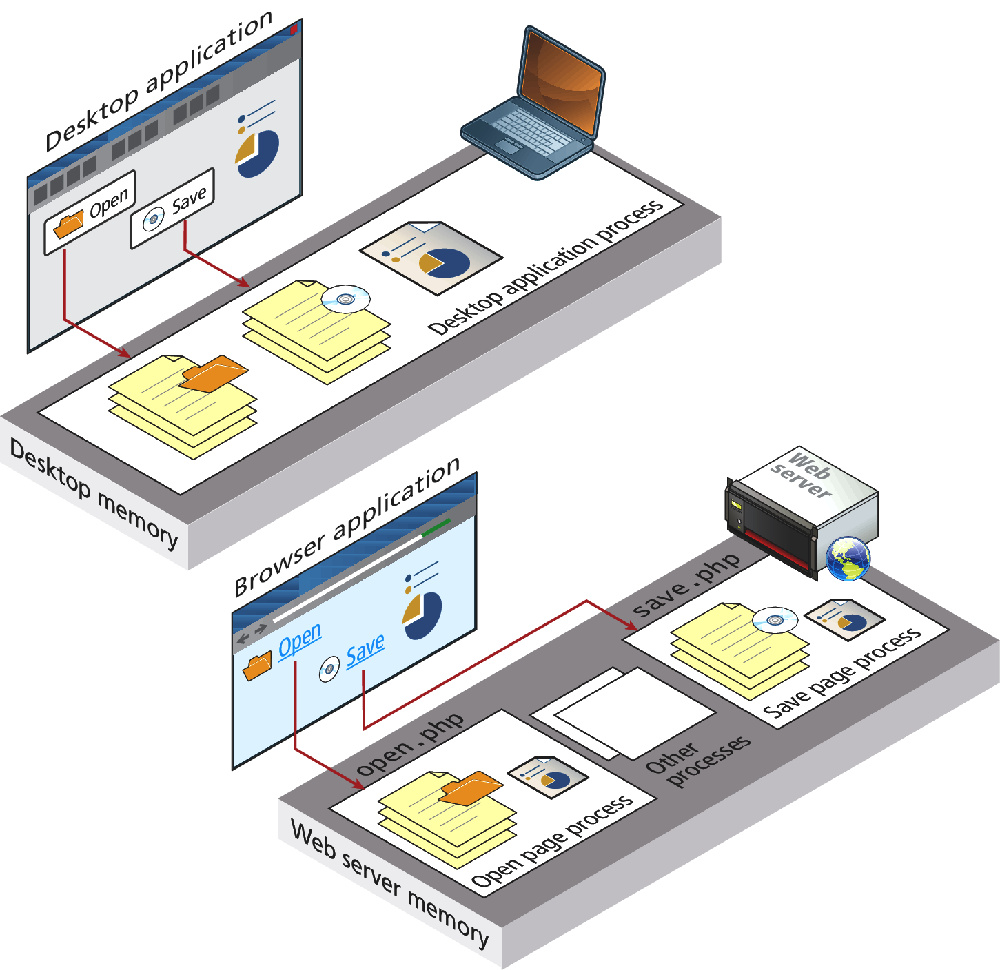 Desktop application
Open
Save
Desktop application process
Desktop memory
Browser application
Open
Save
Web
server
save.php
Save page process
open.php
Other
processes
Open page process
Web server memory